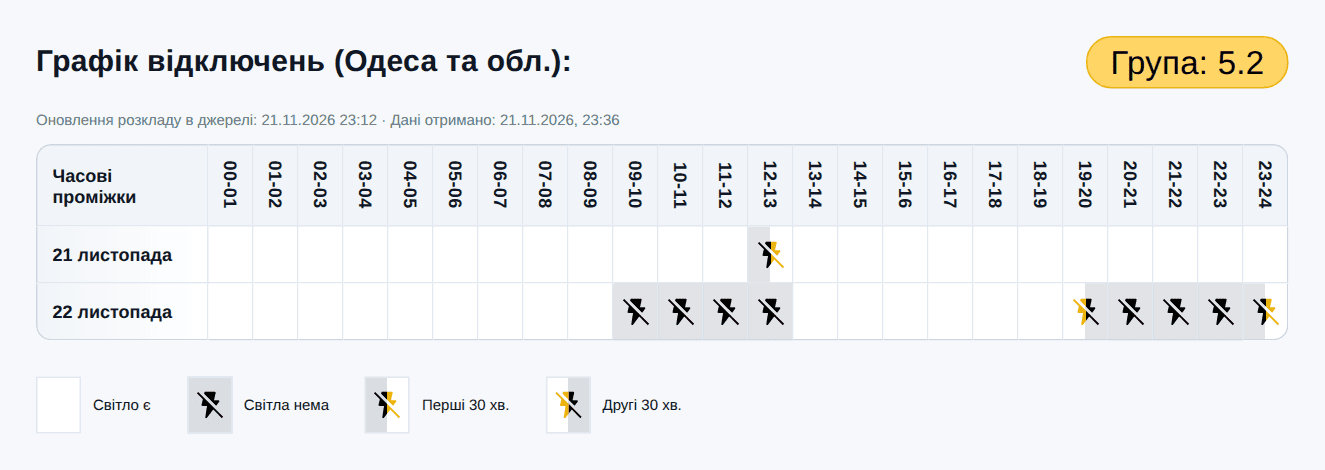 Графік відключень (Одеса та обл.):
Група: 5.2
Оновлення розкладу в джерелі: 21.11.2026 23:12 · Дані отримано: 21.11.2026, 23:36
Часові
проміжки
00-01
01-02
02-03
03-04
04-05
05-06
06-07
07-08
08-09
09-10
10-11
11-12
12-13
13-14
14-15
15-16
16-17
17-18
18-19
19-20
20-21
21-22
22-23
23-24
21 листопада
22 листопада
Світло є
Світла нема
Перші 30 хв.
Другі 30 хв.